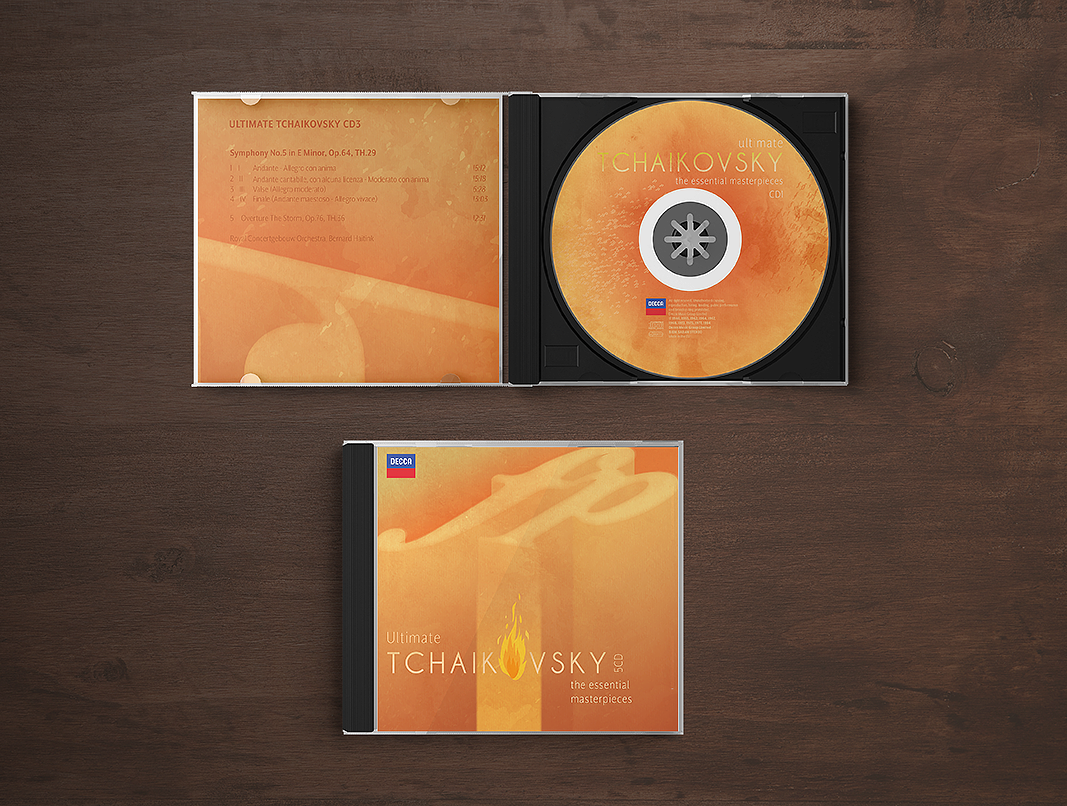 ULTIMATE TCHAIKOVSKY CD3
Symphony No.5 in E Minor, Op.64, TH.29
1 I Andante - Allegro con anima
2 II Andante cantabile, con alcuna licenza - Moderato con anima
3 III Valse (Allegro moderato)
4 IV Finale (Andante maestoso - Allegro vivace)
5 Overture The Storm, Op.76, TH.36 12:31
Royal Concertgebouw Orchestra Bernard Haitink
ultimate
TCHAIKOVSKY
the essential masterpieces
CD1
DECCA
DECCA
Ultimate
TCHAIKOVSKY 5CD
the essential
masterpieces